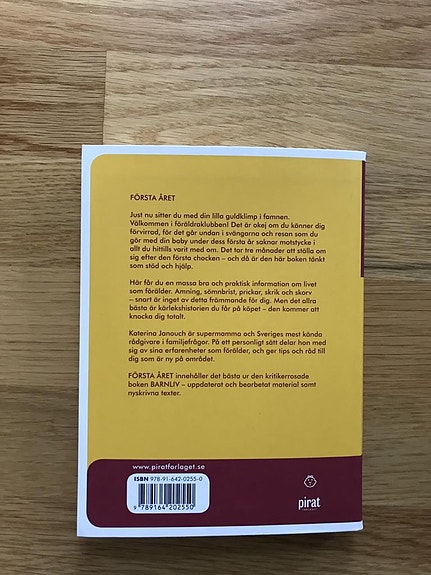 FÖRSTA ÅRET
Just nu sitter du med din lilla guldklimp i famnen.
Välkommen i föräldraklubben! Det är okej om du känner dig
förvirrad, för det går undan i svängarna och resan som du
gör med din baby under dess första år saknar motstycke i
allt du hittills varit med om. Det tar tre månader att ställa om
sig efter den första chocken – och då är den här boken tänkt
som stöd och hjälp.
Här får du en massa bra och praktisk information om livet
som förälder. Amning, sömnbrist, prickar, skrik och skorv
– snart är inget av detta främmande för dig. Men det allra
bästa är kärlekshistorien du får på köpet – den kommer att
knocka dig totalt.
Katerina Janouch är supermamma och Sveriges mest kända
rådgivare i familjefrågor. På ett personligt sätt delar hon med
sig av sina erfarenheter som förälder, och ger tips och råd till
dig som är ny på området.
FÖRSTA ÅRET innehåller det bästa ur den kritikerrosade
boken BARNLIV – uppdaterat och bearbetat material samt
nyskrivna texter.
www.piratforlaget.se
ISBN 978-91-642-0255-0
9 789164 202550
pirat